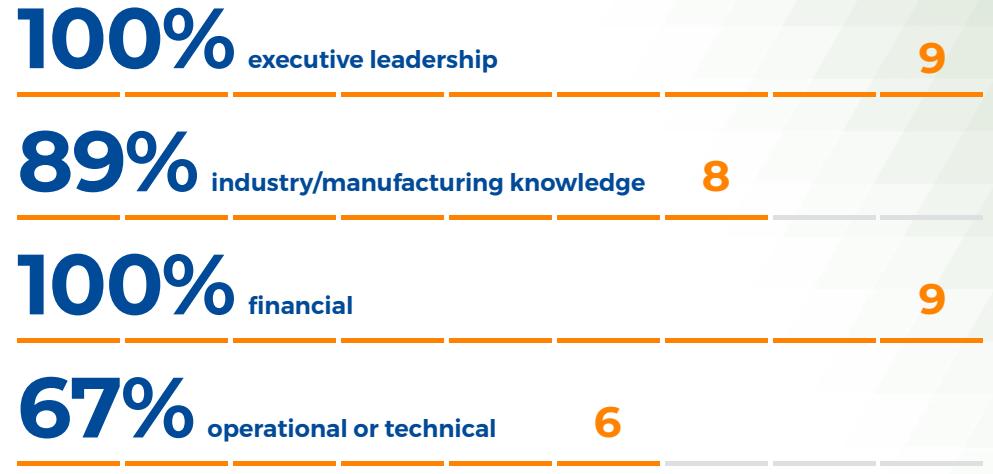 100% executive leadership 9
89% industry/manufacturing knowledge 8
100% financial 9
67% operational or technical 6